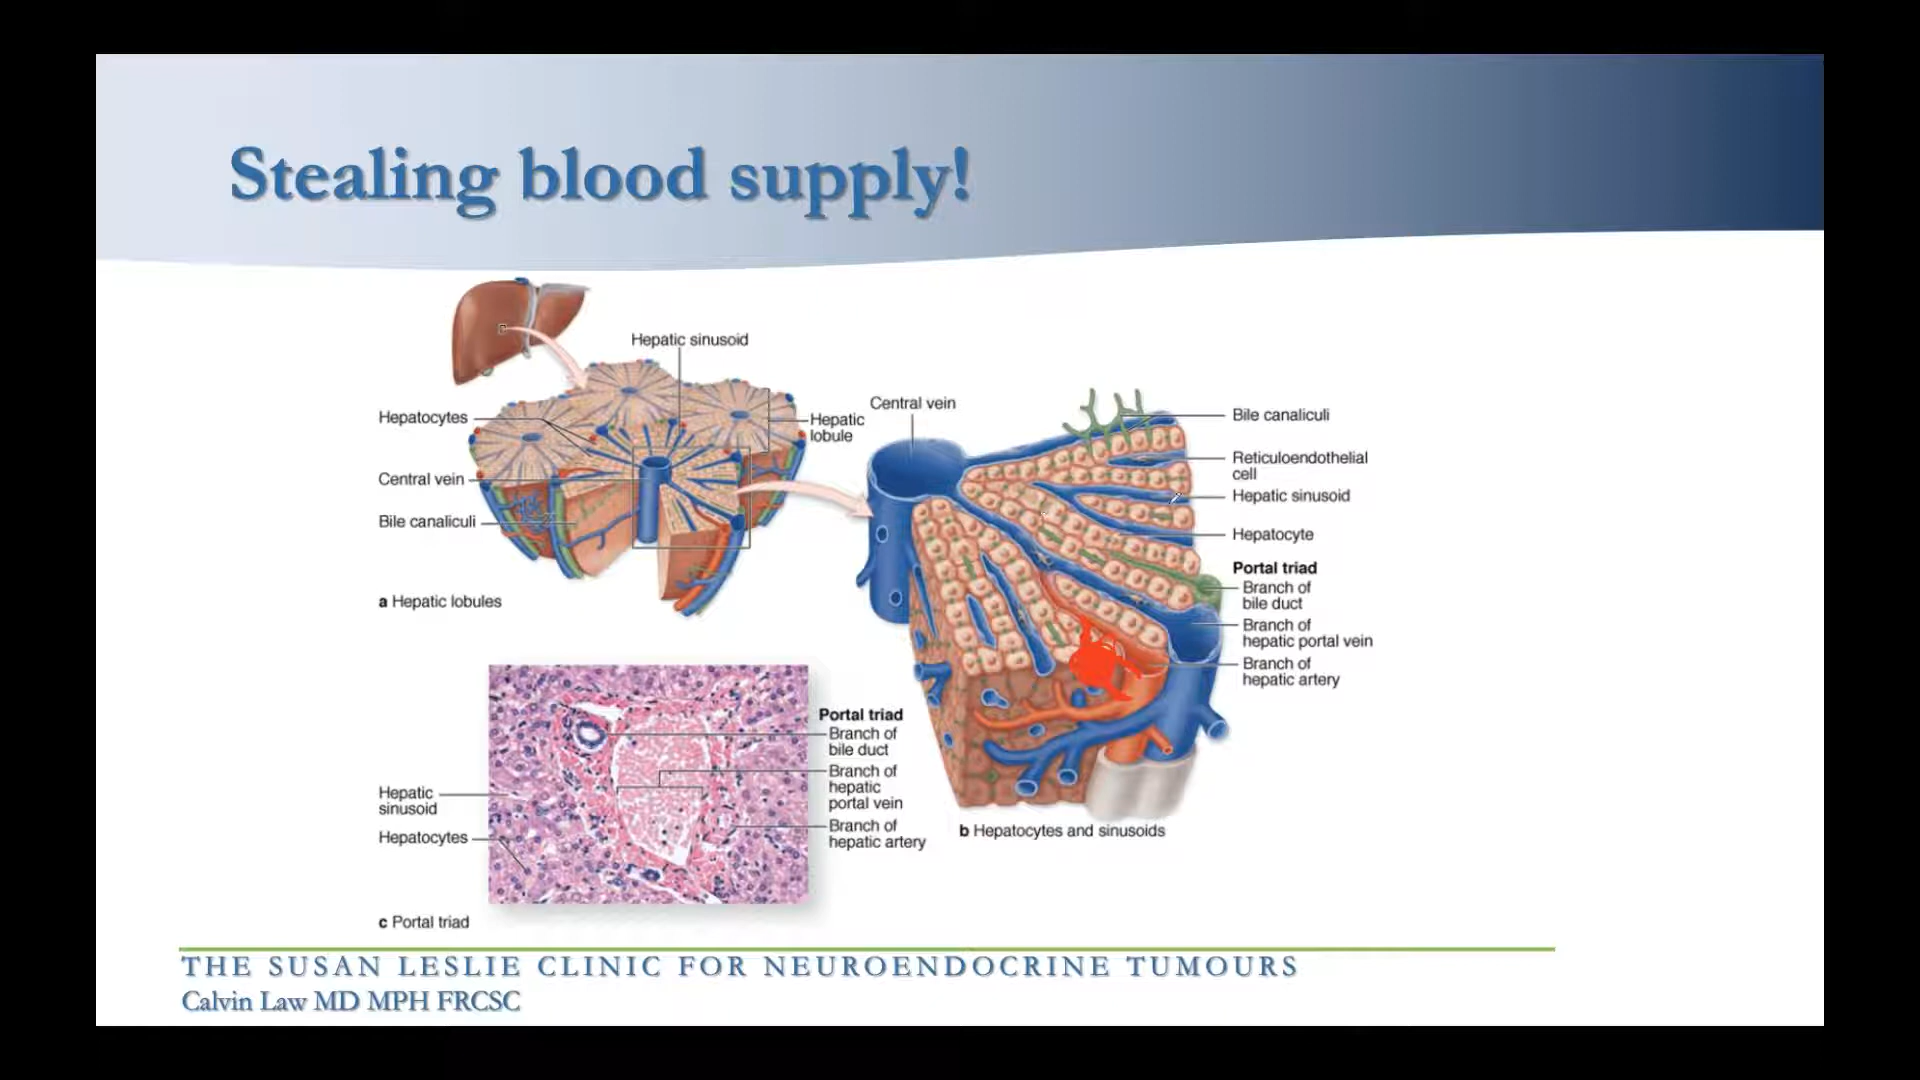 Stealing blood supply!
Hepatic sinusoid
Hepatocytes
Hepatic
lobule
Central vein
Bile canaliculi
a Hepatic lobules
Central vein
Bile canaliculi
Reticuloendothelial
cell
Hepatic sinusoid
Hepatocyte
Portal triad
Branch of
bile duct
Branch of
hepatic portal vein
Branch of
hepatic artery
b Hepatocytes and sinusoids
Portal triad
Branch of
bile duct
Branch of
hepatic
portal vein
Branch of
hepatic artery
Hepatic
sinusoid
Hepatocytes
c Portal triad
THE SUSAN LESLIE CLINIC FOR NEUROENDOCRINE TUMOURS
Calvin Law MD MPH FRCSC